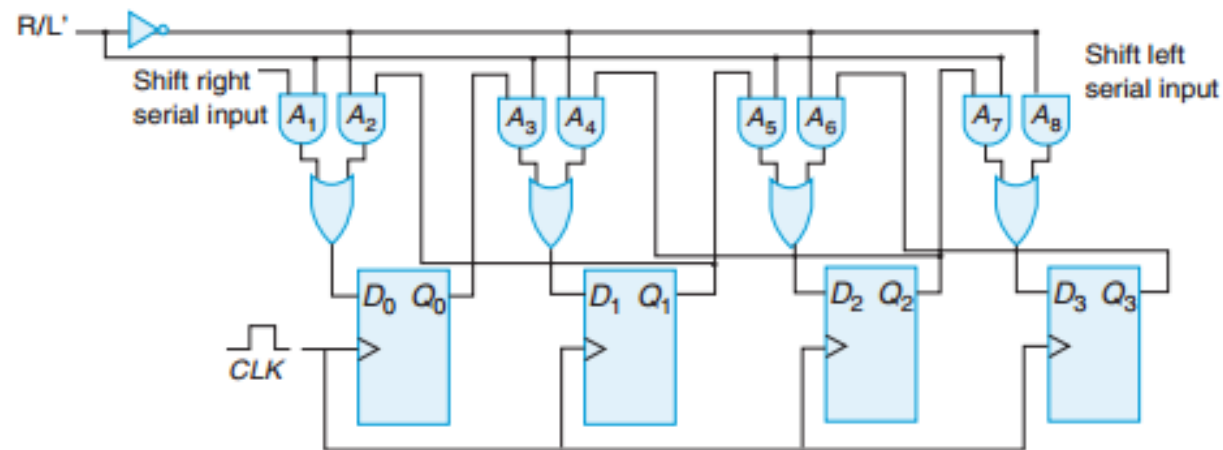 R/L'
Shift right
serial input
Shift left
serial input
A₁ A₂ A₃ A₄ A₅ A₆ A₇ A₈
D₀ Q₀ D₁ Q₁ D₂ Q₂ D₃ Q₃
CLK